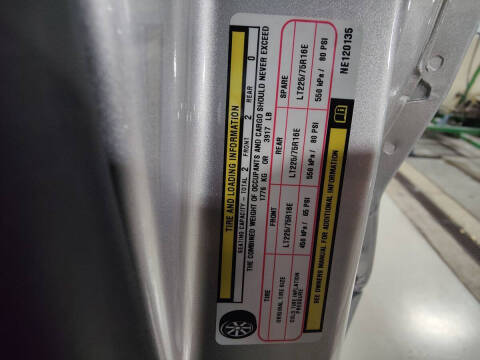 TIRE AND LOADING INFORMATION
SEATING CAPACITY - TOTAL 2 FRONT 2 REAR 0
THE COMBINED WEIGHT OF OCCUPANTS AND CARGO SHOULD NEVER EXCEED
1776 KG OR 3917 LB
TIRE FRONT REAR SPARE
ORIGINAL TIRE SIZE LT225/75R16E LT225/75R16E LT225/75R16E
COLD TIRE INFLATION PRESSURE 450 kPa / 65 PSI 550 kPa / 80 PSI 550 kPa / 80 PSI
SEE OWNERS MANUAL FOR ADDITIONAL INFORMATION
NE120135